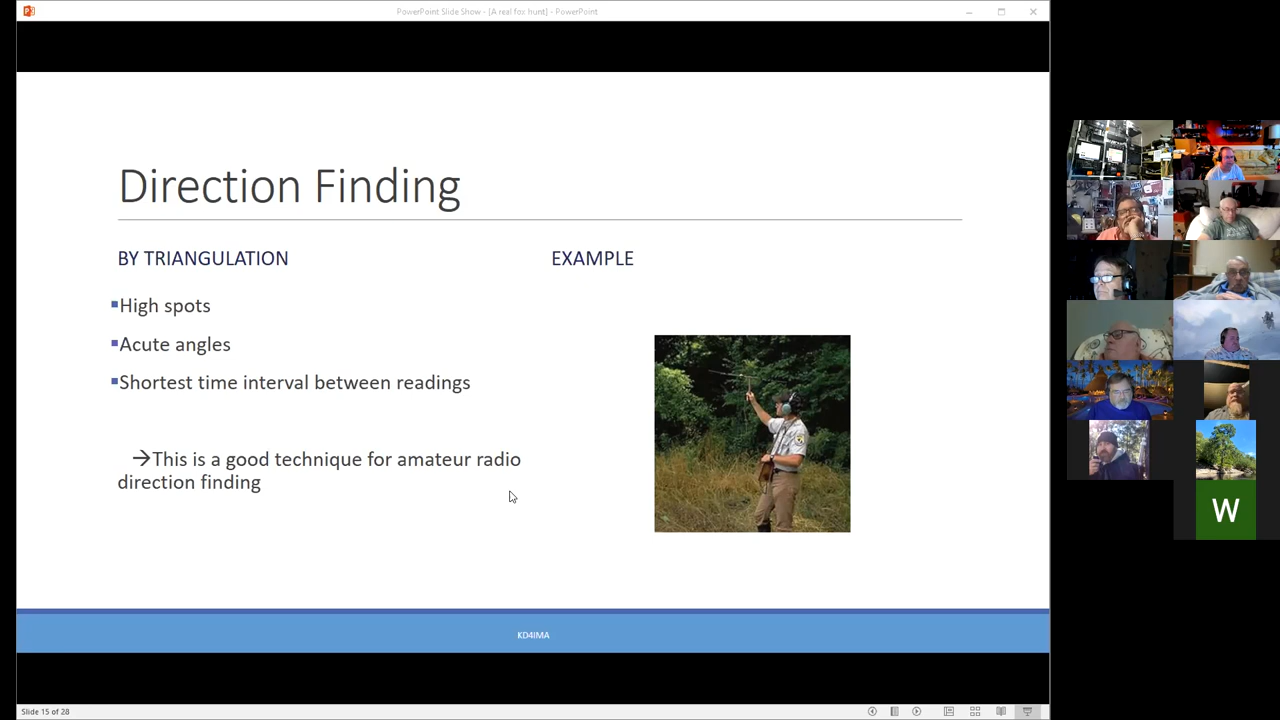 PowerPoint Slide Show - [A real fox hunt] - PowerPoint
Direction Finding
BY TRIANGULATION
▪High spots
▪Acute angles
▪Shortest time interval between readings
→This is a good technique for amateur radio
direction finding
EXAMPLE
KD4IMA
W
Slide 15 of 28